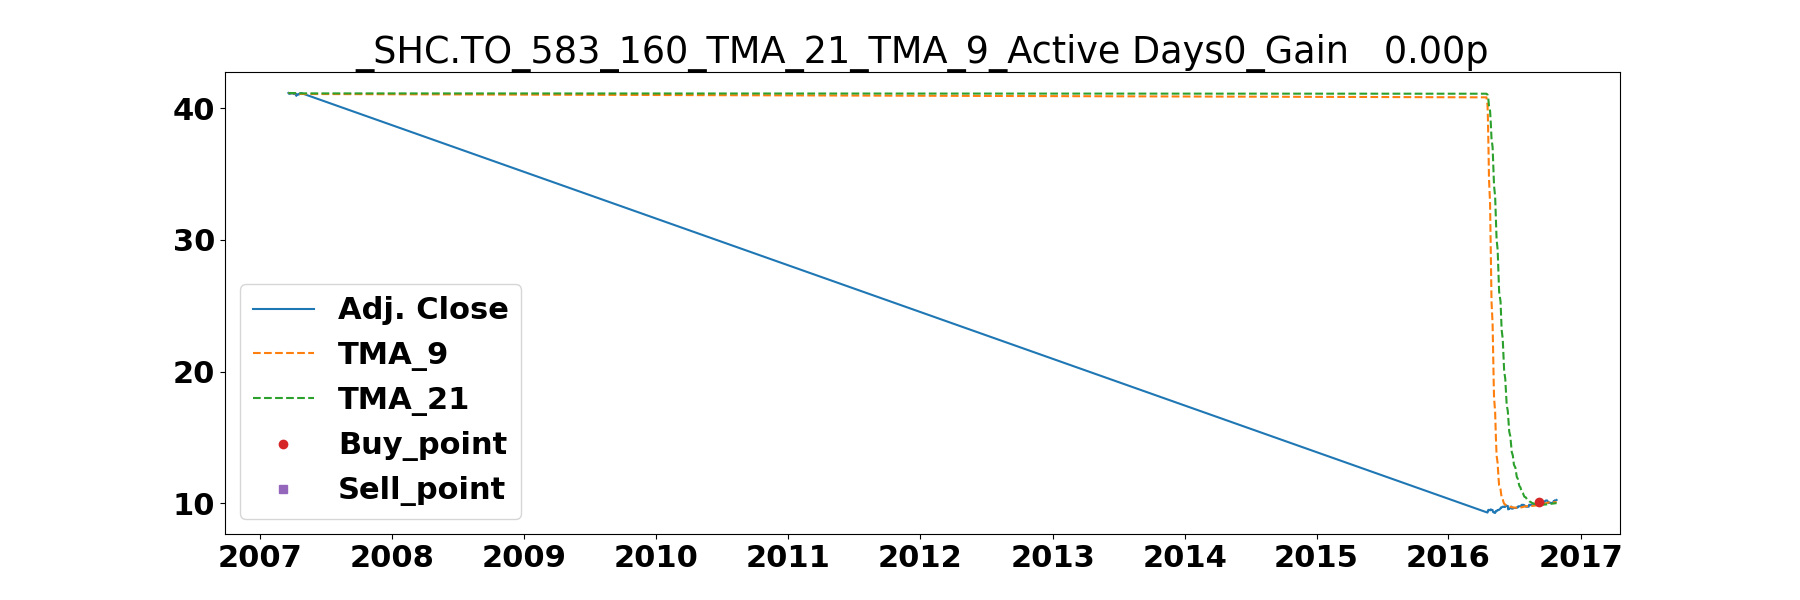 _SHC.TO_583_160_TMA_21_TMA_9_Active Days0_Gain   0.00p
40
30
20
10
Adj. Close
TMA_9
TMA_21
Buy_point
Sell_point
2007 2008 2009 2010 2011 2012 2013 2014 2015 2016 2017